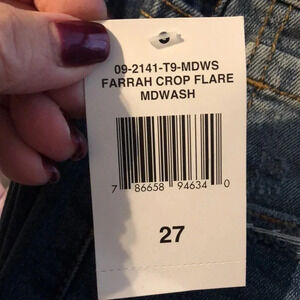 09-2141-T9-MDWS
FARRAH CROP FLARE
MDWASH
7 86658 94634 0
27